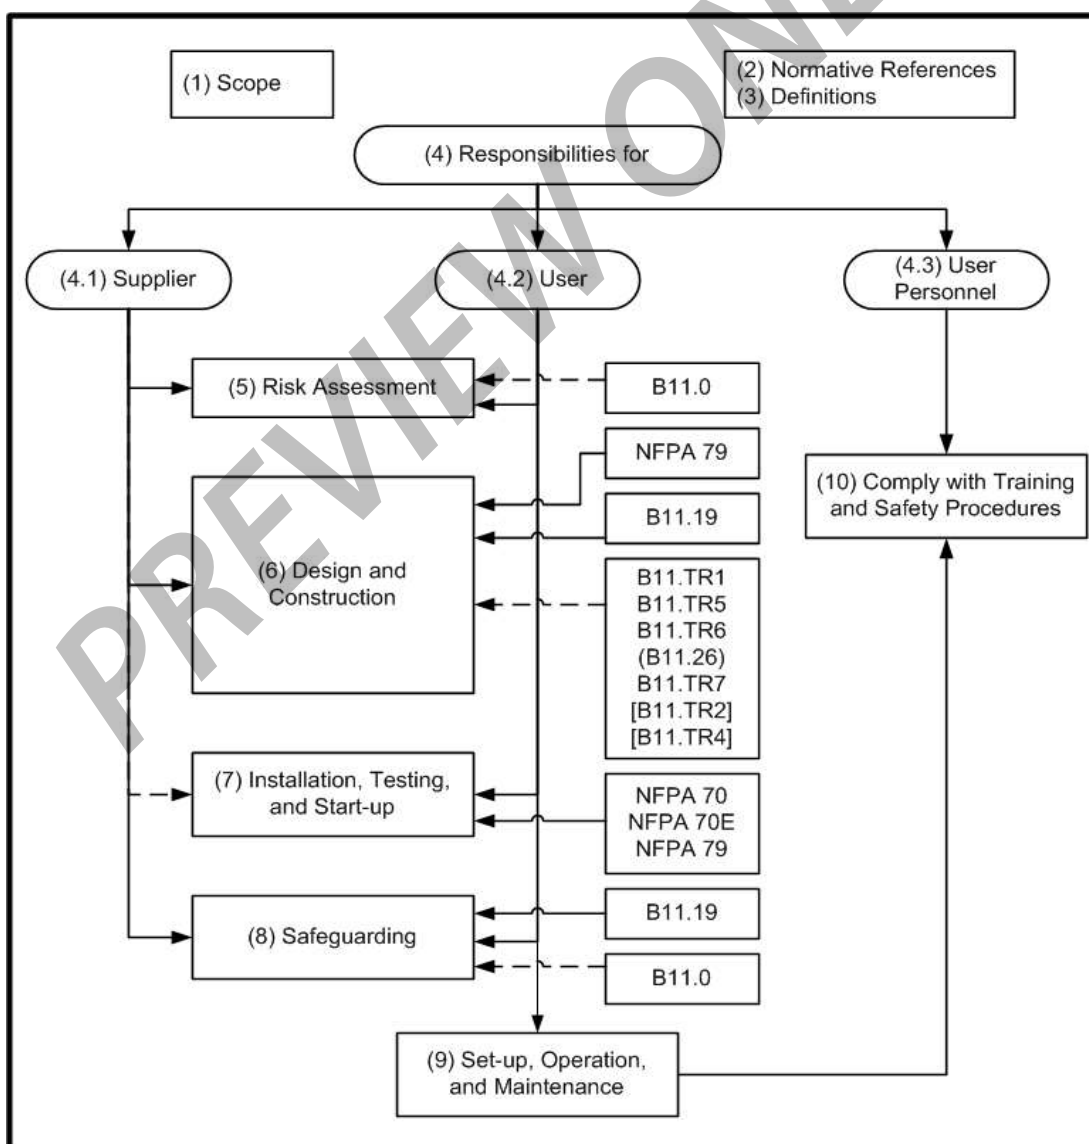 (1) Scope
(2) Normative References
(3) Definitions
(4) Responsibilities for
(4.1) Supplier
(4.2) User
(4.3) User
Personnel
(5) Risk Assessment
B11.0
NFPA 79
B11.19
(6) Design and
Construction
B11.TR1
B11.TR5
B11.TR6
(B11.26)
B11.TR7
[B11.TR2]
[B11.TR4]
(10) Comply with Training
and Safety Procedures
(7) Installation, Testing,
and Start-up
NFPA 70
NFPA 70E
NFPA 79
(8) Safeguarding
B11.19
B11.0
(9) Set-up, Operation,
and Maintenance
PREVIEW ONE